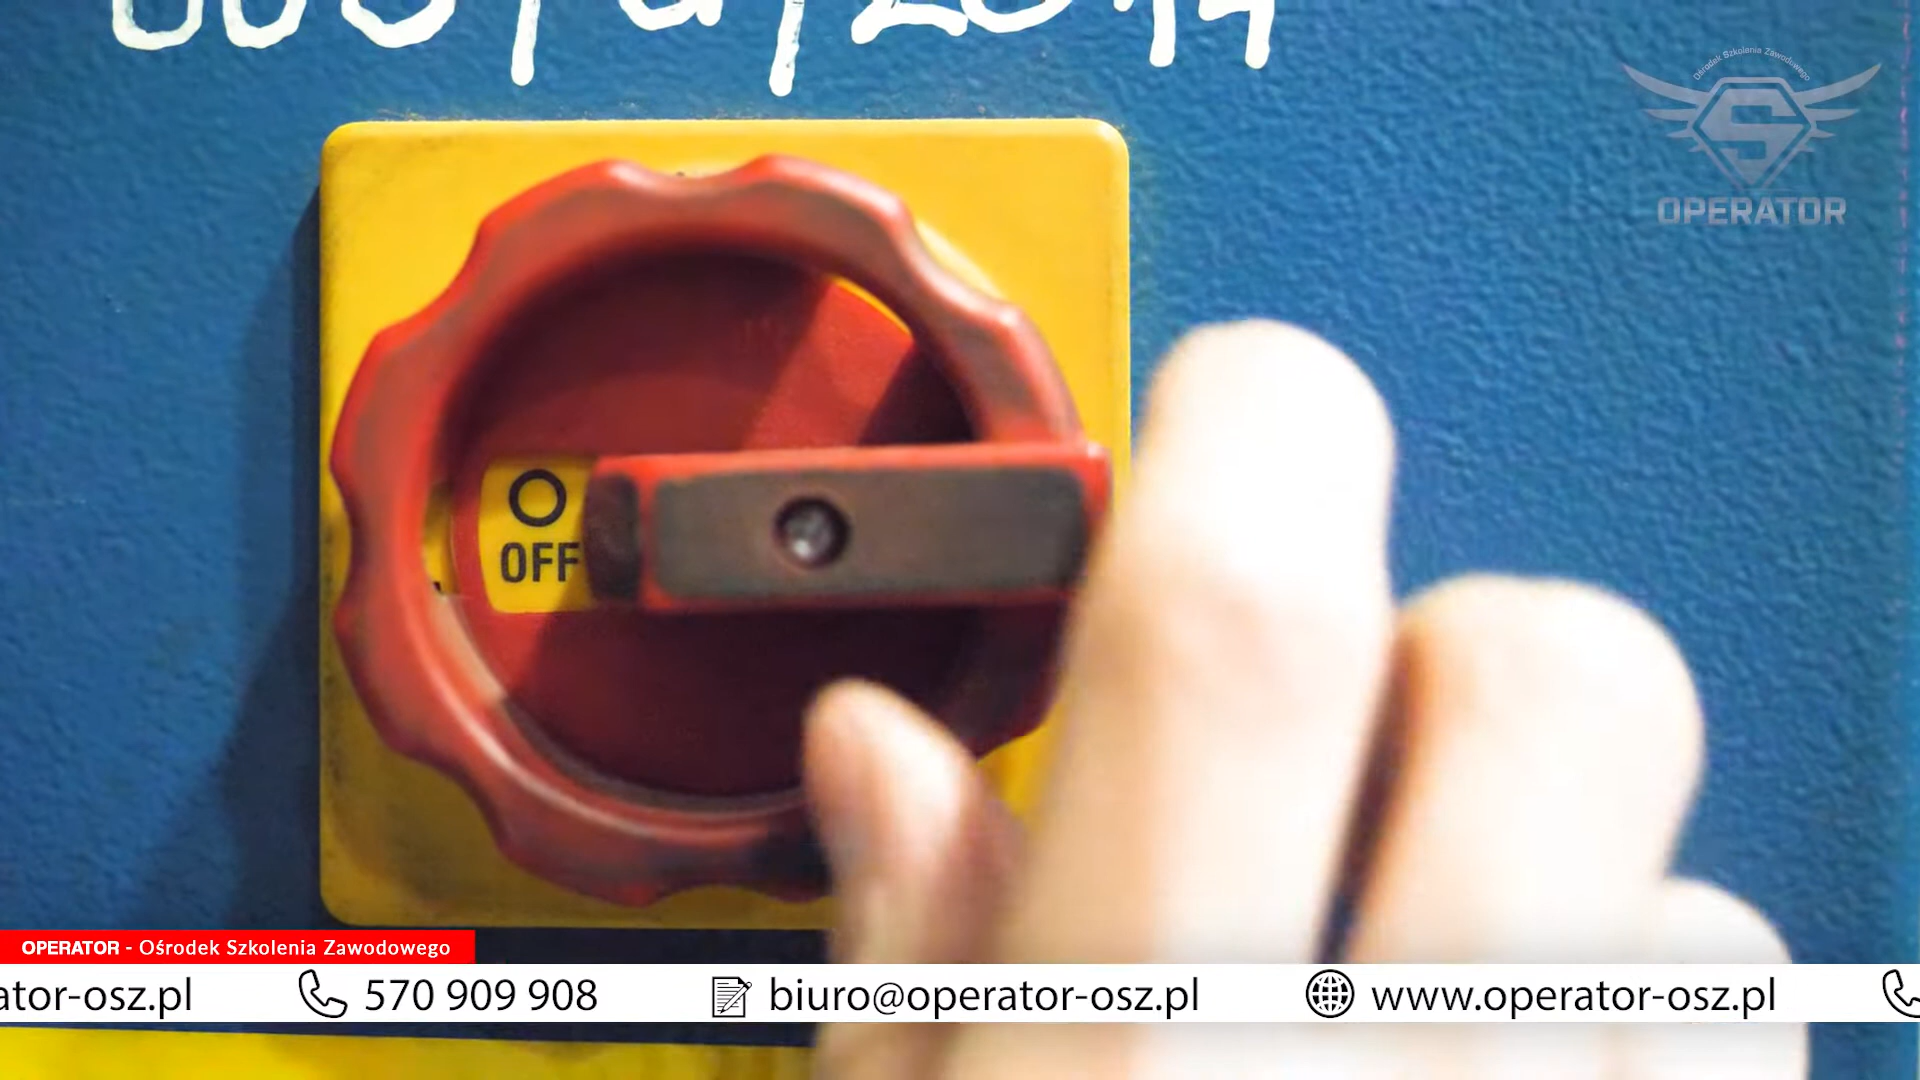 Ośrodek Szkolenia Zawodowego
OPERATOR
OFF
OPERATOR - Ośrodek Szkolenia Zawodowego
ator-osz.pl 570 909 908 biuro@operator-osz.pl www.operator-osz.pl